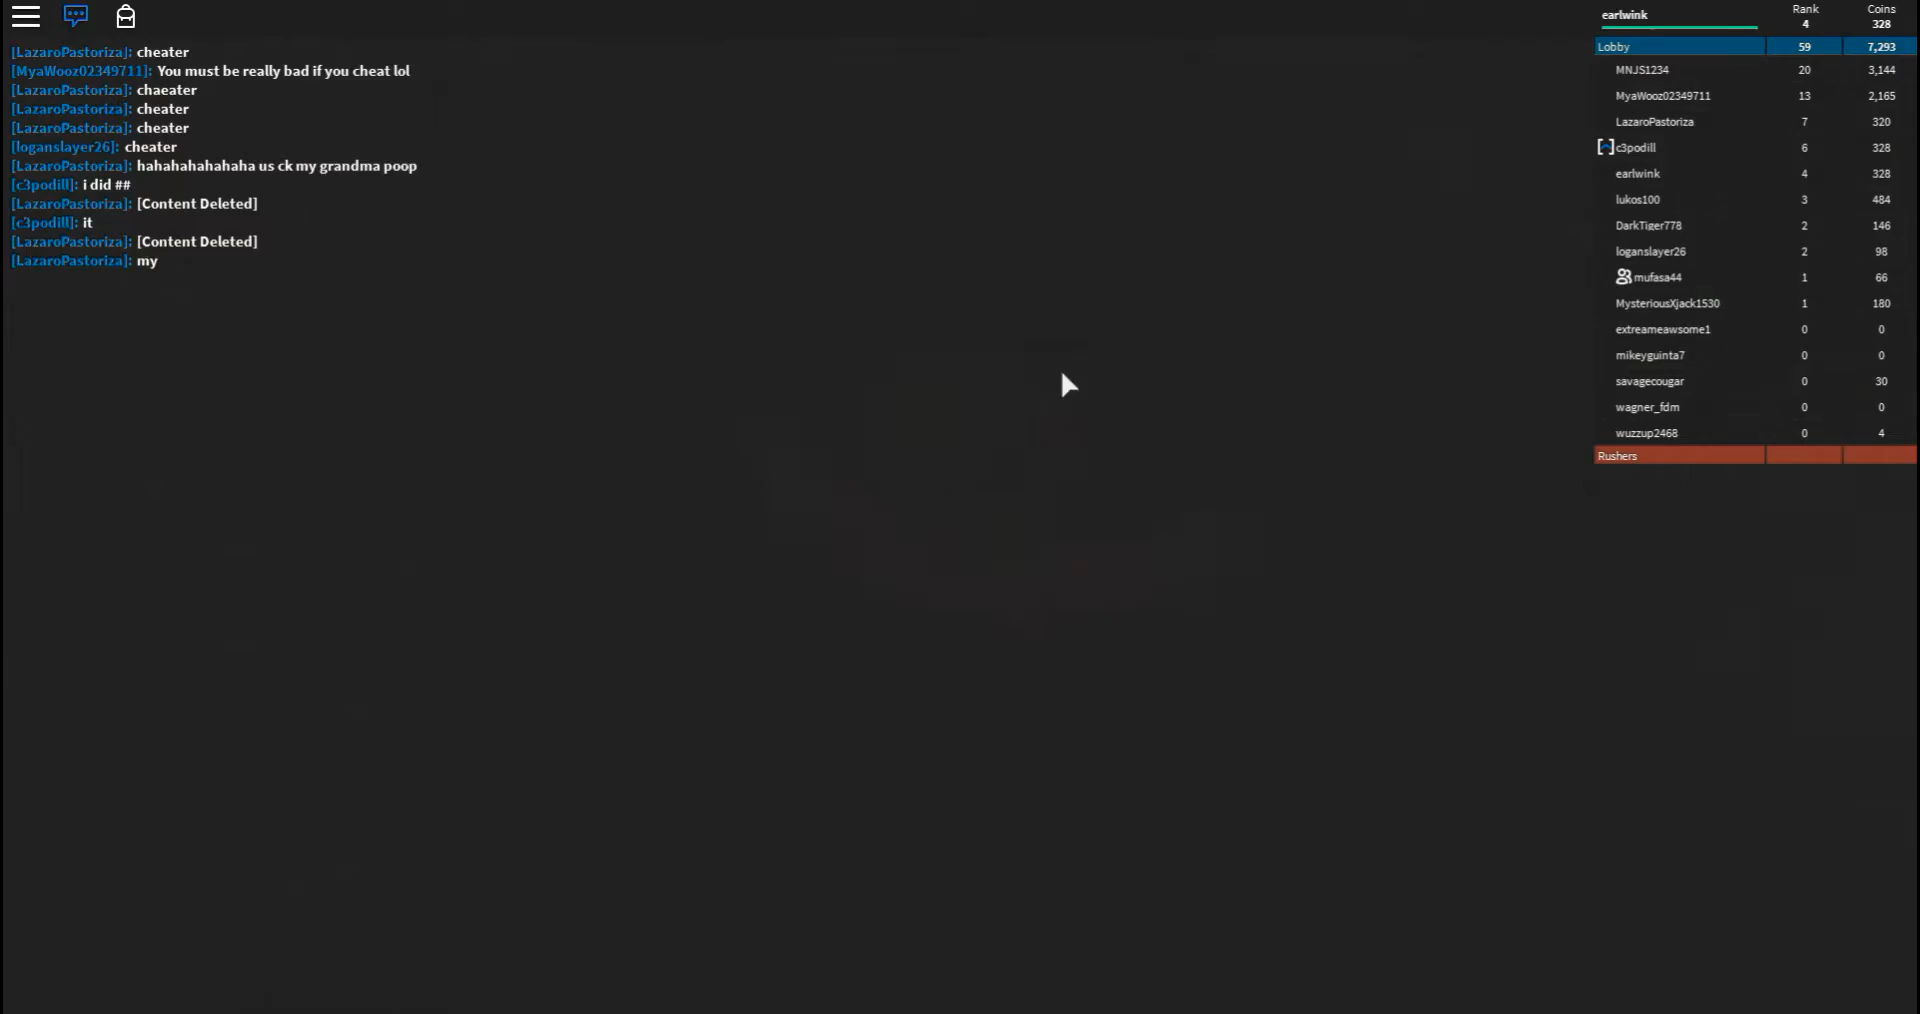 [LazaroPastoriza]: cheater
[MyaWooz02349711]: You must be really bad if you cheat lol
[LazaroPastoriza]: chaeater
[LazaroPastoriza]: cheater
[LazaroPastoriza]: cheater
[loganslayer26]: cheater
[LazaroPastoriza]: hahahahahahaha us ck my grandma poop
[c3podill]: i did ##
[LazaroPastoriza]: [Content Deleted]
[c3podill]: it
[LazaroPastoriza]: [Content Deleted]
[LazaroPastoriza]: my
earlwink Rank Coins
4 328
Lobby 59 7,293
MNJS1234 20 3,144
MyaWooz02349711 13 2,165
LazaroPastoriza 7 320
c3podill 6 328
earlwink 4 328
lukos100 3 484
DarkTiger778 2 146
loganslayer26 2 98
mufasa44 1 66
MysteriousXjack1530 1 180
extreameawsome1 0 0
mikeyguinta7 0 0
savagecougar 0 30
wagner_fdm 0 0
wuzzup2468 0 4
Rushers